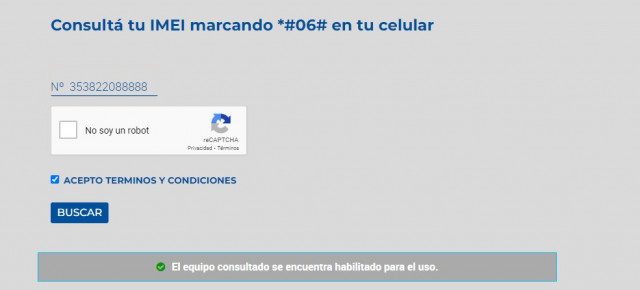 Consultá tu IMEI marcando *#06# en tu celular
Nº 353822088888
No soy un robot
reCAPTCHA
Privacidad - Términos
ACEPTO TERMINOS Y CONDICIONES
BUSCAR
El equipo consultado se encuentra habilitado para el uso.